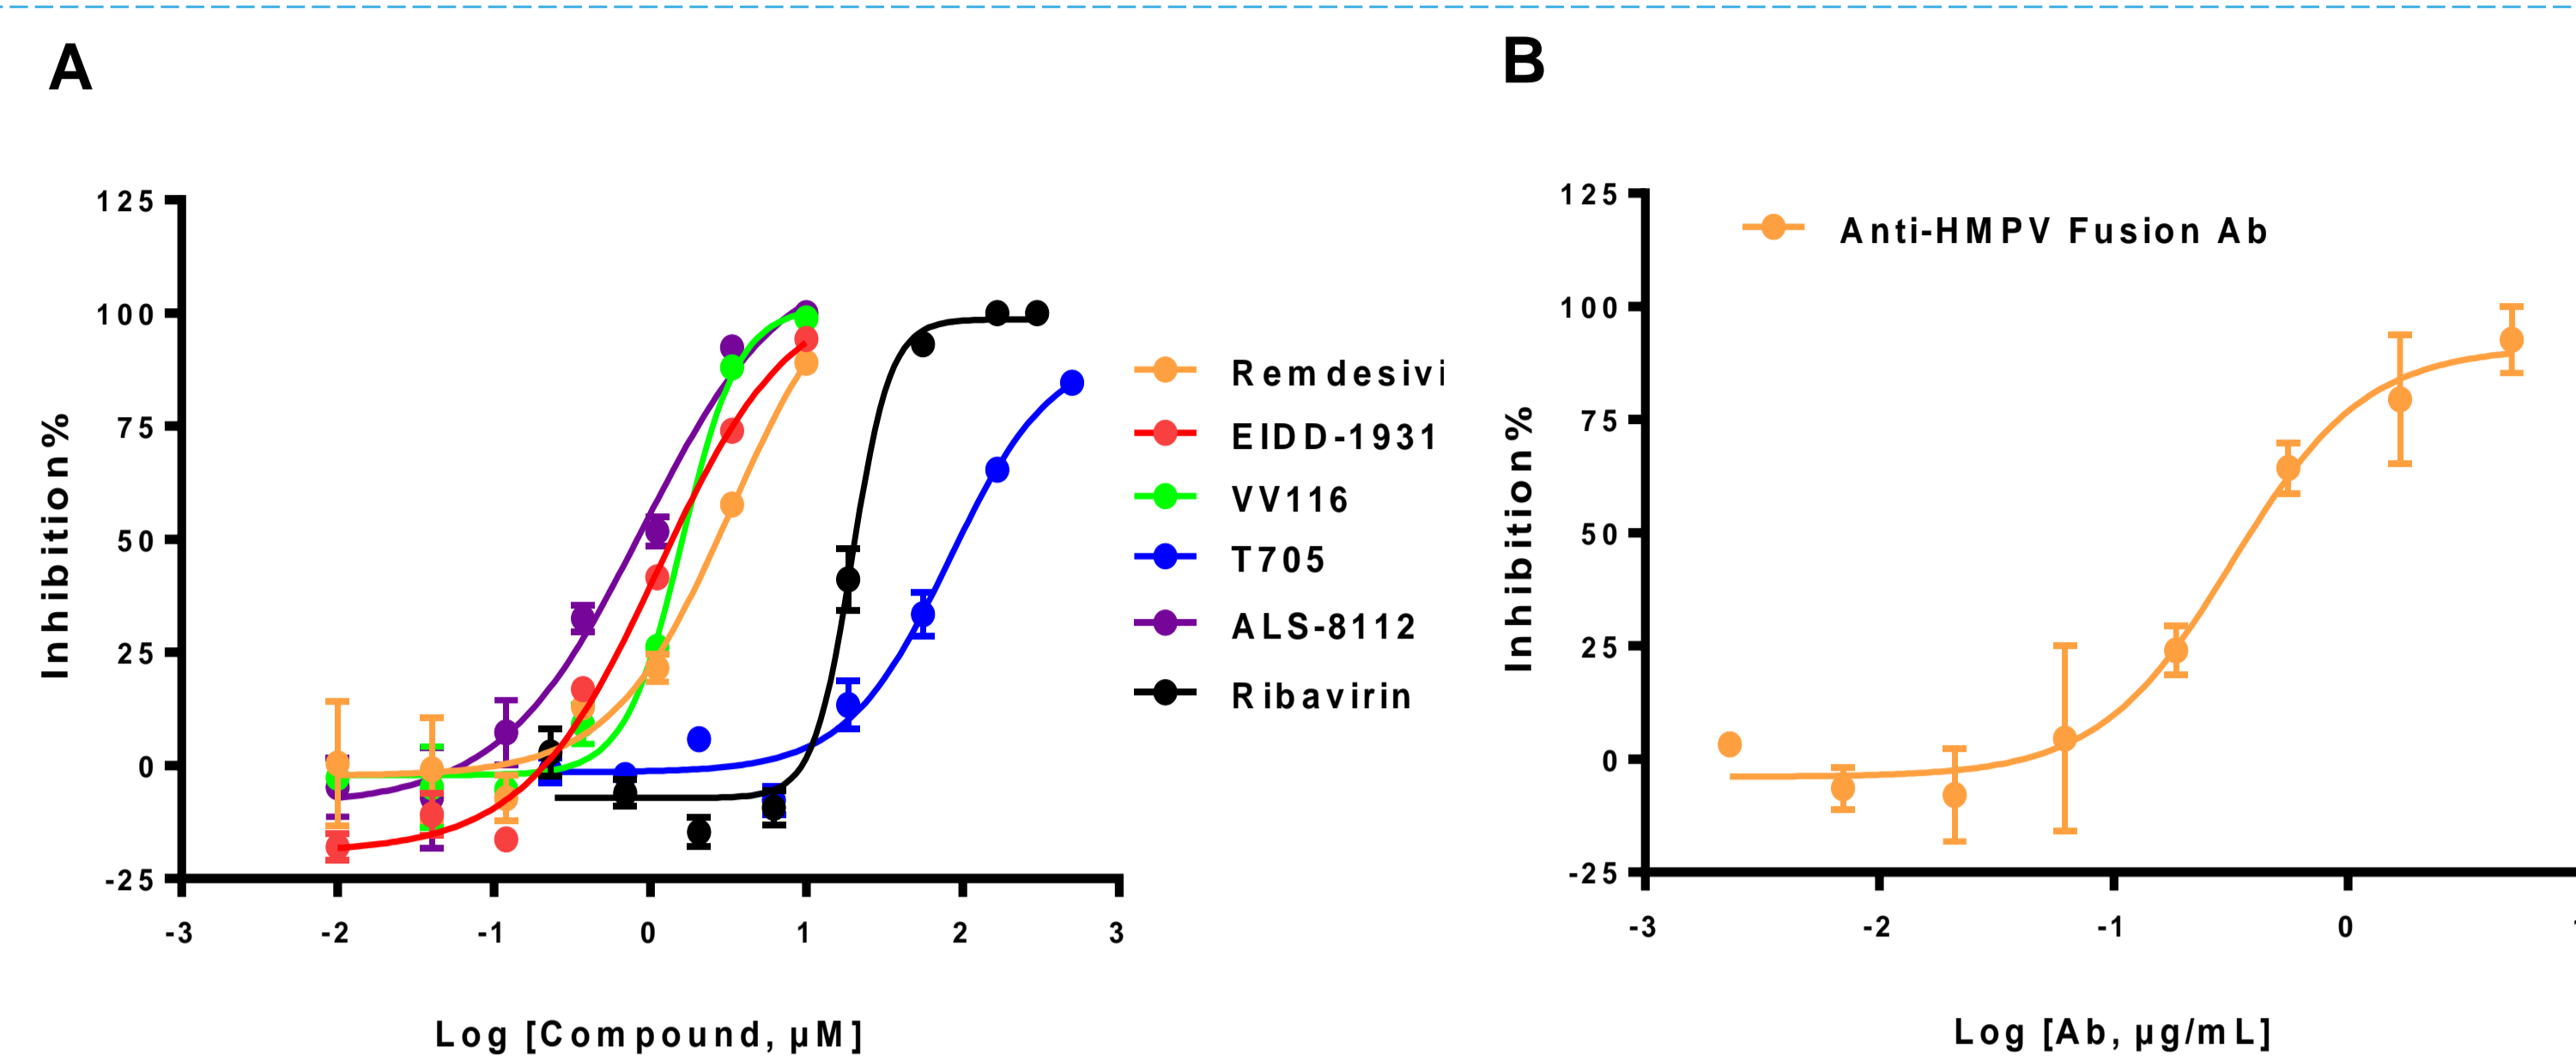 A
B
125
100
75
50
25
0
-25
-3
-2
-1
0
1
2
3
Inhibition%
Log [Compound, µM]
Remdesivi
EIDD-1931
VV116
T705
ALS-8112
Ribavirin
125
100
75
50
25
0
-25
-3
-2
-1
0
Inhibition%
Anti-HMPV Fusion Ab
Log [Ab, µg/mL]